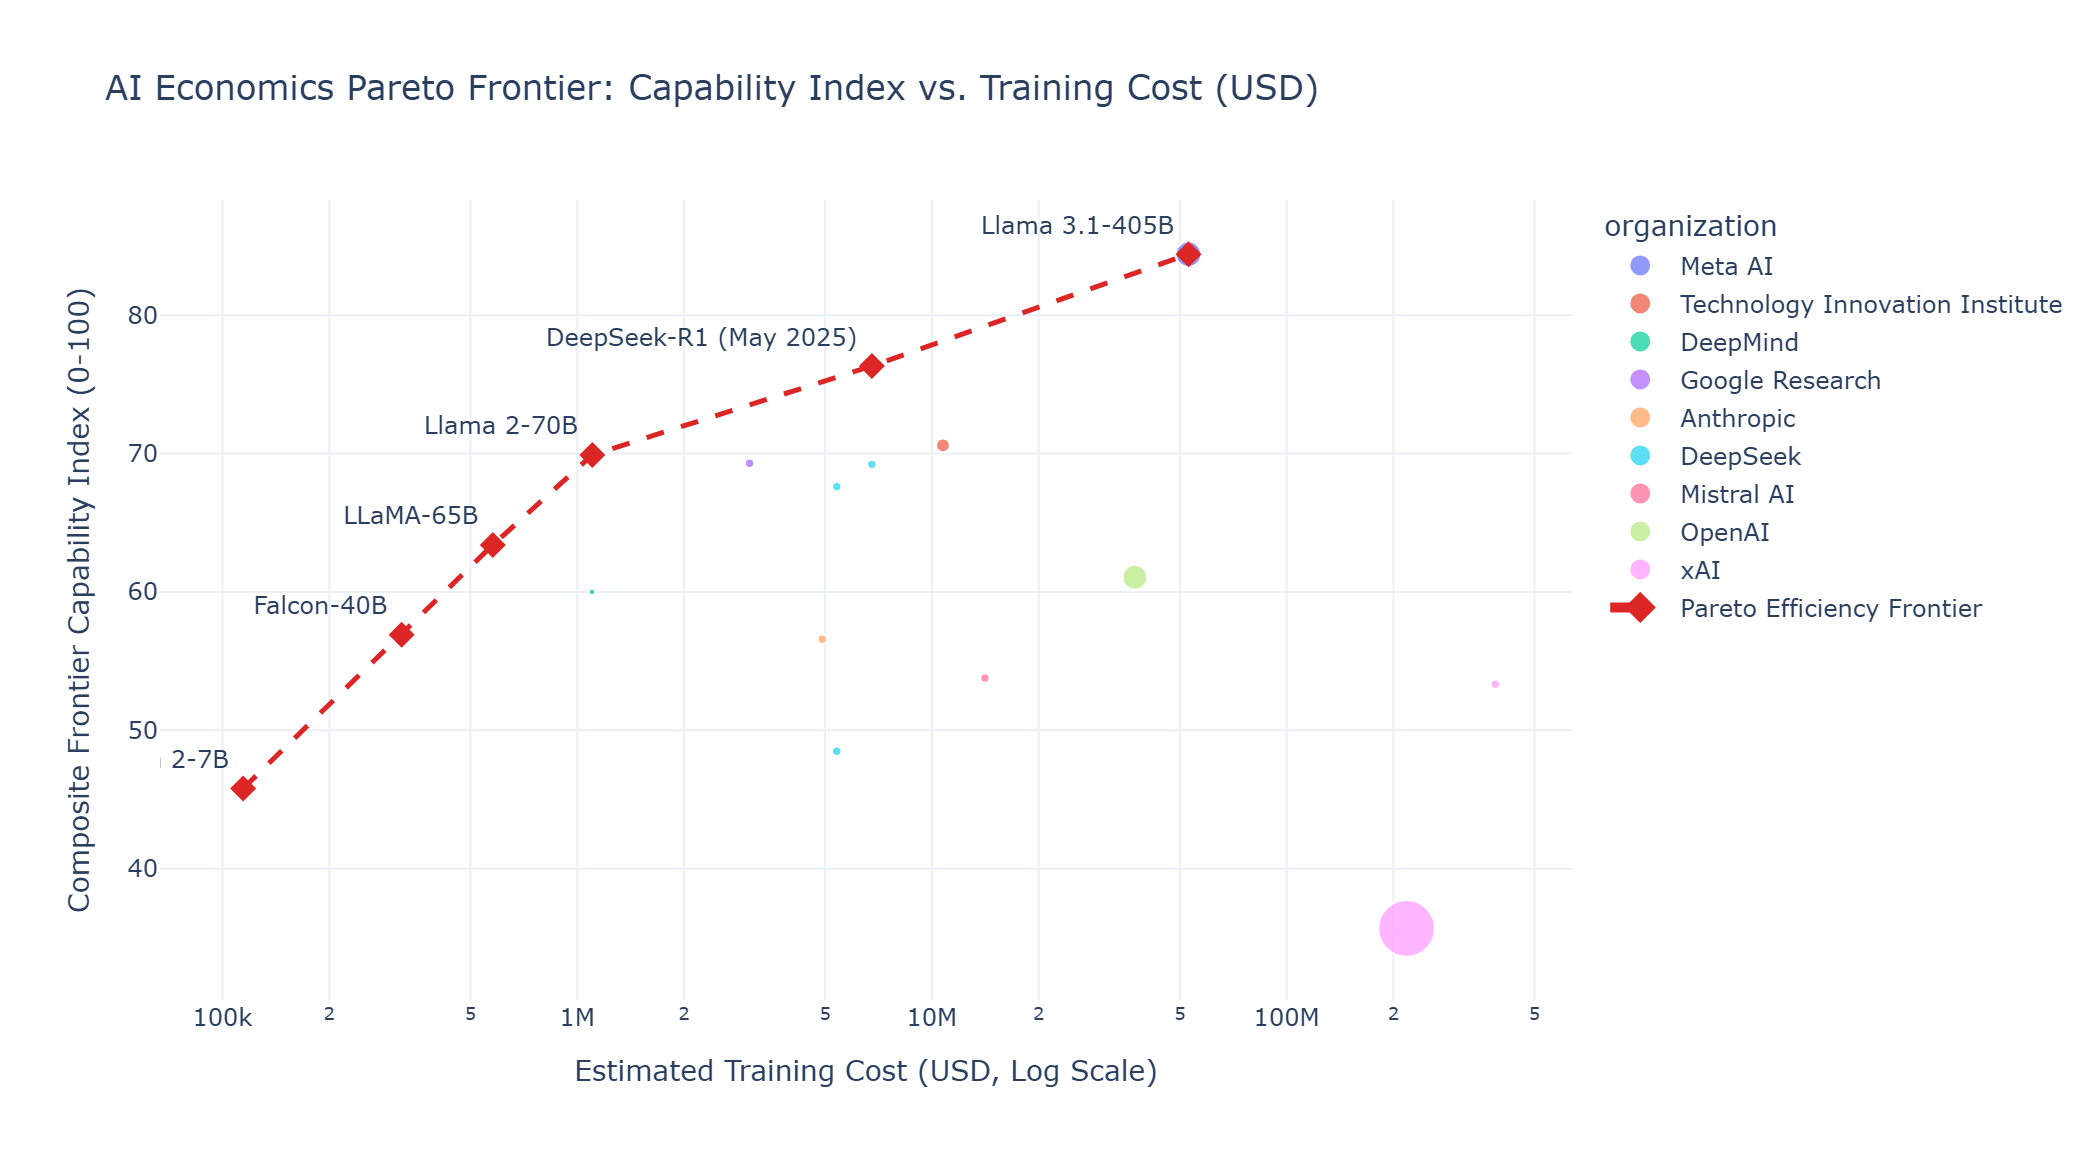 AI Economics Pareto Frontier: Capability Index vs. Training Cost (USD)
Llama 3.1-405B
DeepSeek-R1 (May 2025)
Llama 2-70B
LLaMA-65B
Falcon-40B
2-7B
80
70
60
50
40
Composite Frontier Capability Index (0-100)
100k 2 5 1M 2 5 10M 2 5 100M 2 5
Estimated Training Cost (USD, Log Scale)
organization
Meta AI
Technology Innovation Institute
DeepMind
Google Research
Anthropic
DeepSeek
Mistral AI
OpenAI
xAI
Pareto Efficiency Frontier